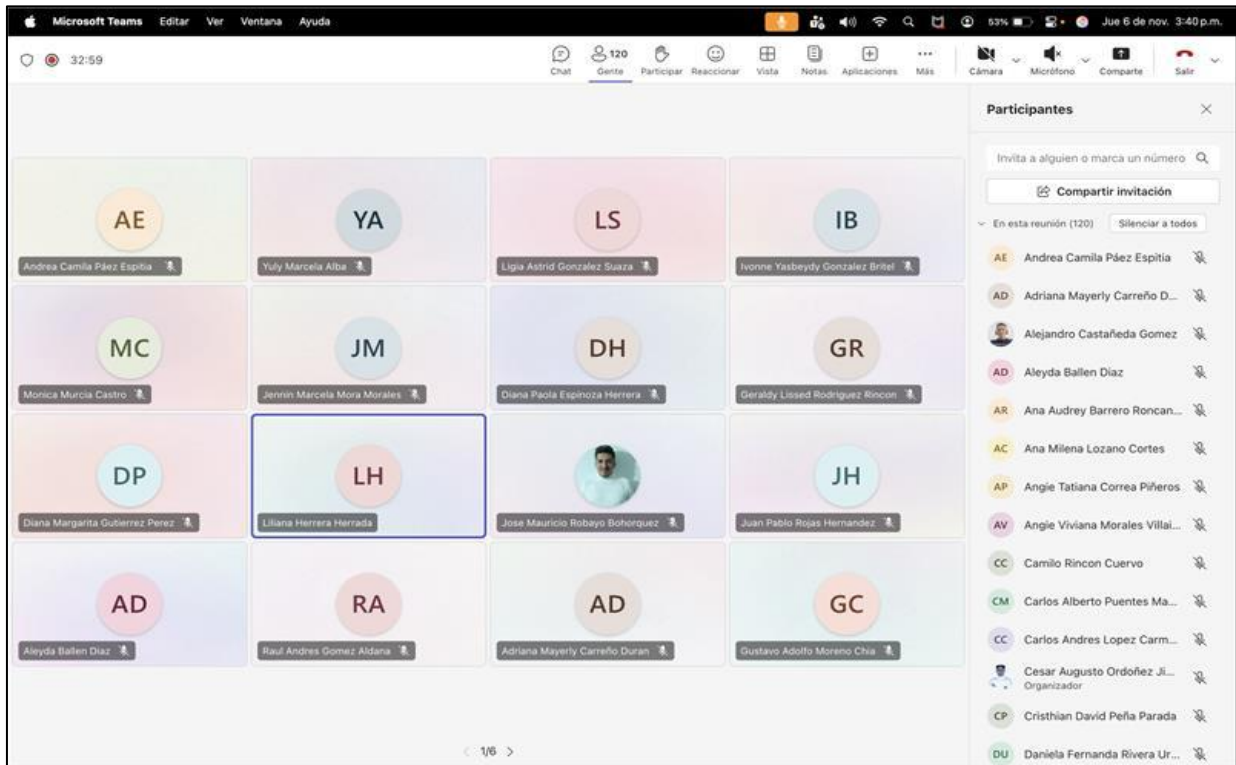 Microsoft Teams Editar Ver Ventana Ayuda 53% Jue 6 de nov. 3:40 p.m.
32:59
120
Chat Gente Participar Reaccionar Vista Notas Aplicaciones Más Cámara Micrófono Comparte Salir
Participantes
Invita a alguien o marca un número
Compartir invitación
En esta reunión (120) Silenciar a todos
AE YA LS IB
Andrea Camila Páez Espitia Yuly Marcela Alba Ligia Astrid Gonzalez Suaza Ivonne Yasbeydy Gonzalez Britel
MC JM DH GR
Monica Murcia Castro Jennin Marcela Mora Morales Diana Paola Espinoza Herrera Geraldy Lissed Rodriguez Rincon
DP LH JH
Diana Margarita Gutierrez Perez Liliana Herrera Herrada Jose Mauricio Robayo Bohorquez Juan Pablo Rojas Hernandez
AD RA AD GC
Aleyda Ballen Diaz Raul Andres Gomez Aldana Adriana Mayerly Carreño Duran Gustavo Adolfo Moreno Chia
1/6
AE Andrea Camila Páez Espitia
AD Adriana Mayerly Carreño D...
Alejandro Castañeda Gomez
AD Aleyda Ballen Diaz
AR Ana Audrey Barrero Roncan...
AC Ana Milena Lozano Cortes
AP Angie Tatiana Correa Piñeros
AV Angie Viviana Morales Villai...
CC Camilo Rincon Cuervo
CM Carlos Alberto Puentes Ma...
CC Carlos Andres Lopez Carm...
Cesar Augusto Ordoñez Ji...
Organizador
CP Cristhian David Peña Parada
DU Daniela Fernanda Rivera Ur...